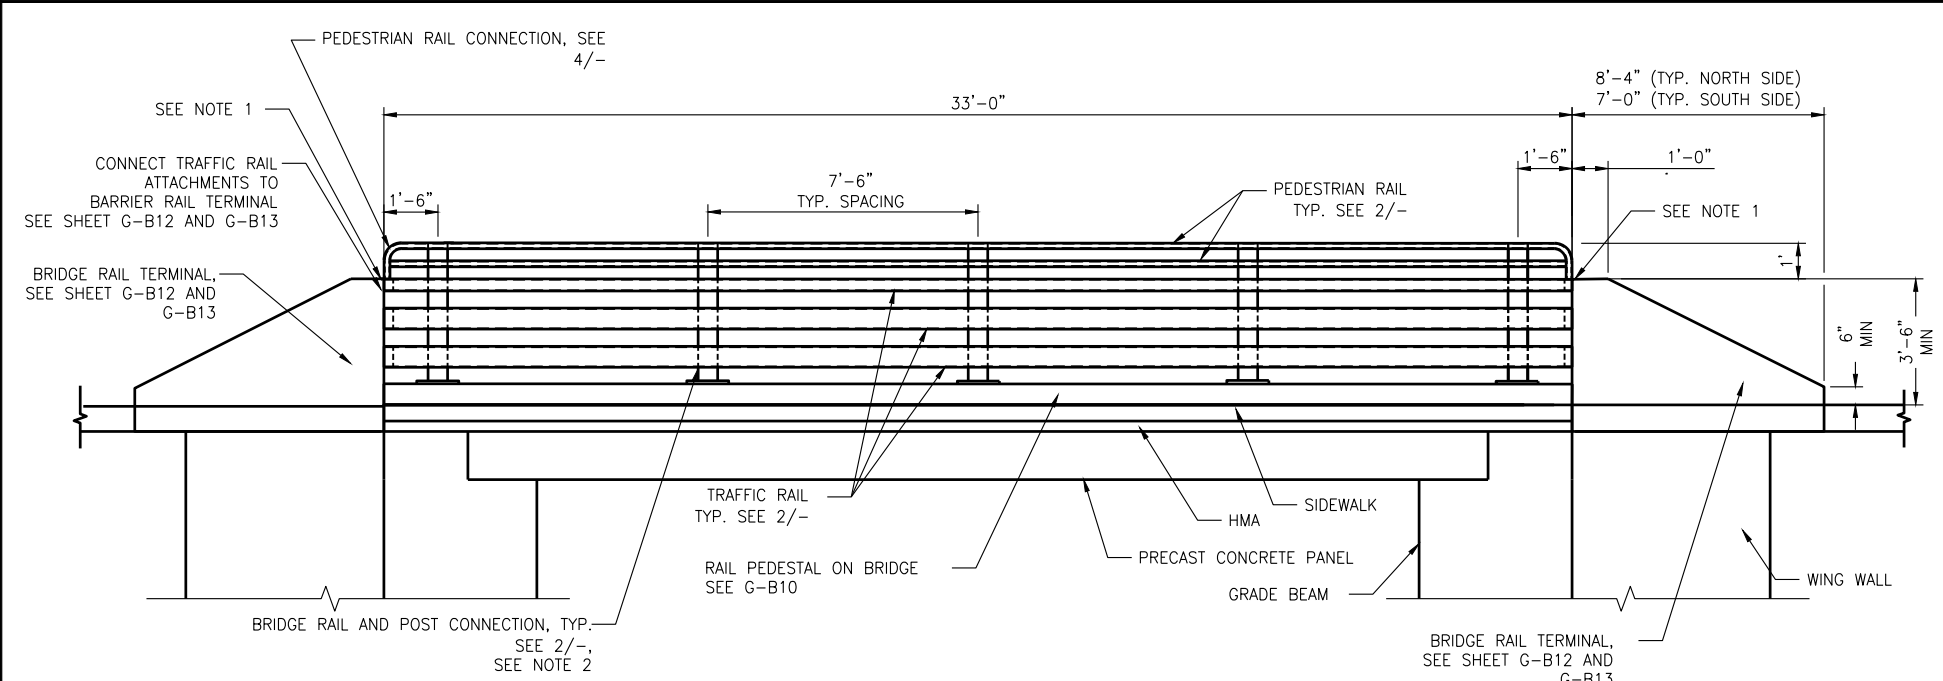 PEDESTRIAN RAIL CONNECTION, SEE
4/-
SEE NOTE 1
CONNECT TRAFFIC RAIL
ATTACHMENTS TO
BARRIER RAIL TERMINAL
SEE SHEET G-B12 AND G-B13
BRIDGE RAIL TERMINAL,
SEE SHEET G-B12 AND
G-B13
1'-6"
33'-0"
7'-6"
TYP. SPACING
PEDESTRIAN RAIL
TYP. SEE 2/-
8'-4" (TYP. NORTH SIDE)
7'-0" (TYP. SOUTH SIDE)
1'-6"
1'-0"
SEE NOTE 1
1'
6"
MIN
3'-6"
MIN
TRAFFIC RAIL
TYP. SEE 2/-
RAIL PEDESTAL ON BRIDGE
SEE G-B10
BRIDGE RAIL AND POST CONNECTION, TYP.
SEE 2/-,
SEE NOTE 2
SIDEWALK
HMA
PRECAST CONCRETE PANEL
GRADE BEAM
WING WALL
BRIDGE RAIL TERMINAL,
SEE SHEET G-B12 AND
G-B13